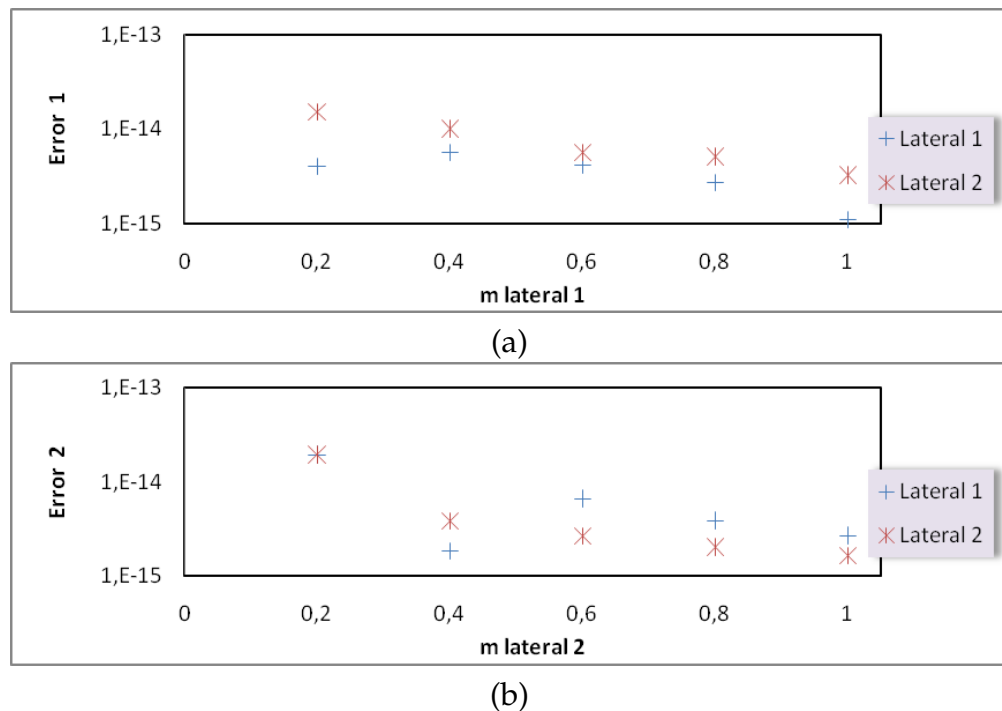 1,E-13
Error 1
1,E-14
1,E-15
Lateral 1
Lateral 2
0 0,2 0,4 0,6 0,8 1
m lateral 1
(a)
1,E-13
Error 2
1,E-14
1,E-15
Lateral 1
Lateral 2
0 0,2 0,4 0,6 0,8 1
m lateral 2
(b)